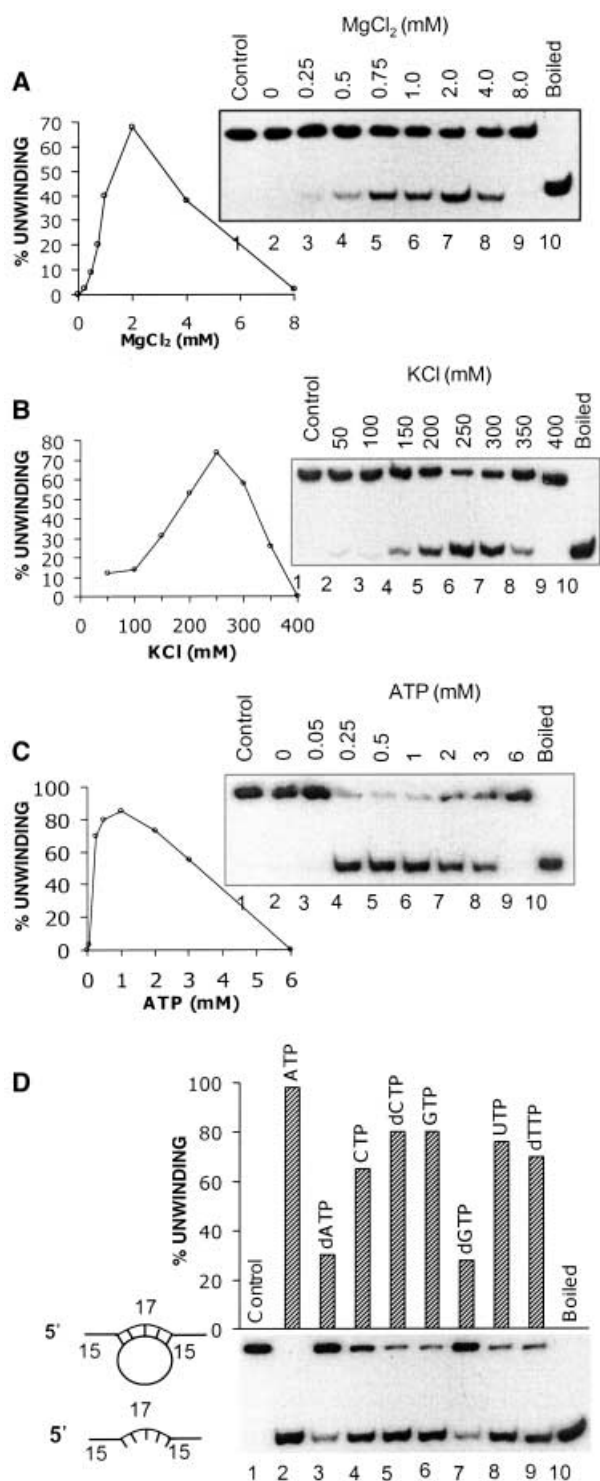 A
MgCl₂ (mM)
Control 0 0.25 0.5 0.75 1.0 2.0 4.0 8.0 Boiled
% UNWINDING
70
60
50
40
30
20
10
0
0 2 4 6 8
MgCl₂ (mM)
1 2 3 4 5 6 7 8 9 10
B
KCl (mM)
Control 50 100 150 200 250 300 350 400 Boiled
% UNWINDING
80
70
60
50
40
30
20
10
0
0 100 200 300 400
KCl (mM)
1 2 3 4 5 6 7 8 9 10
C
ATP (mM)
Control 0 0.05 0.25 0.5 1 2 3 6 Boiled
% UNWINDING
100
80
60
40
20
0
0 1 2 3 4 5 6
ATP (mM)
1 2 3 4 5 6 7 8 9 10
D
% UNWINDING
100
80
60
40
20
0
Control ATP dATP CTP dCTP GTP dGTP UTP dTTP Boiled
17
5'
15 15
17
5'
15 15
1 2 3 4 5 6 7 8 9 10